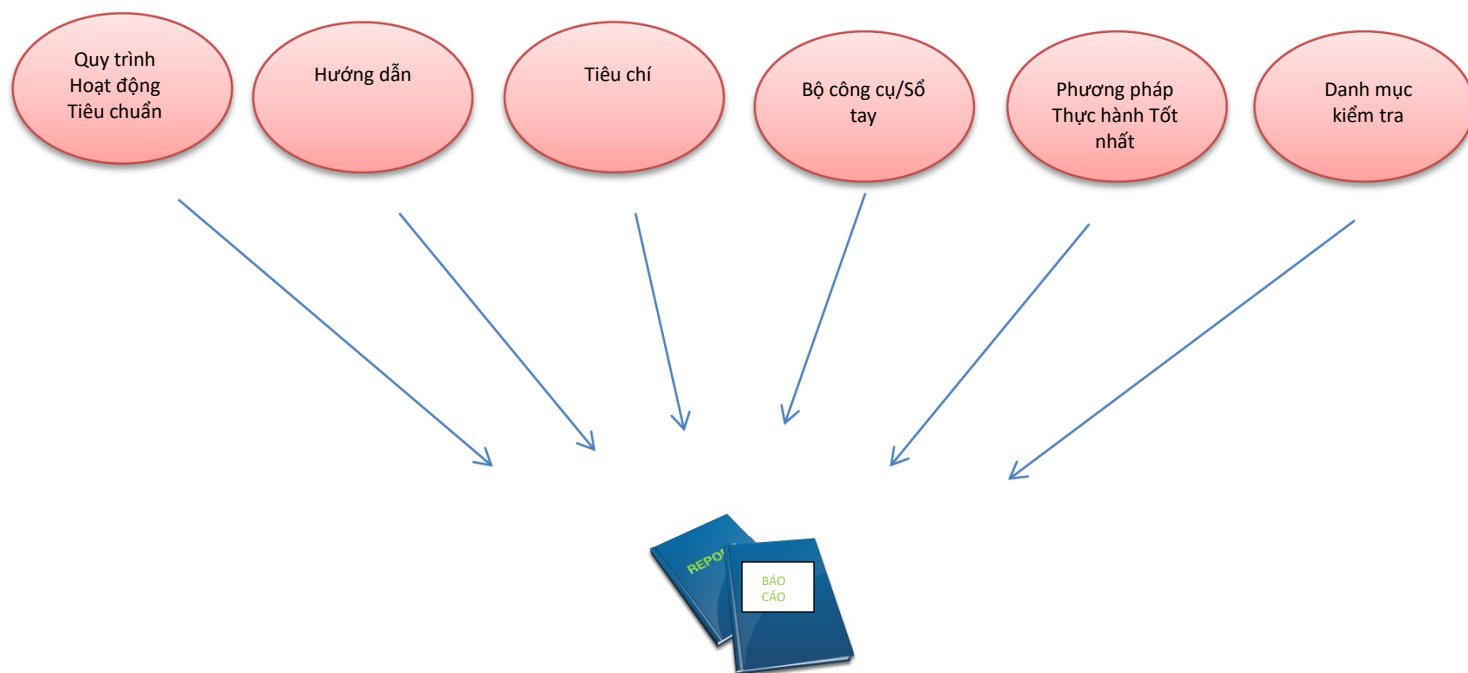 Quy trình
Hoạt động
Tiêu chuẩn
Hướng dẫn
Tiêu chí
Bộ công cụ/Sổ
tay
Phương pháp
Thực hành Tốt
nhất
Danh mục
kiểm tra
REPORT
BÁO
CÁO